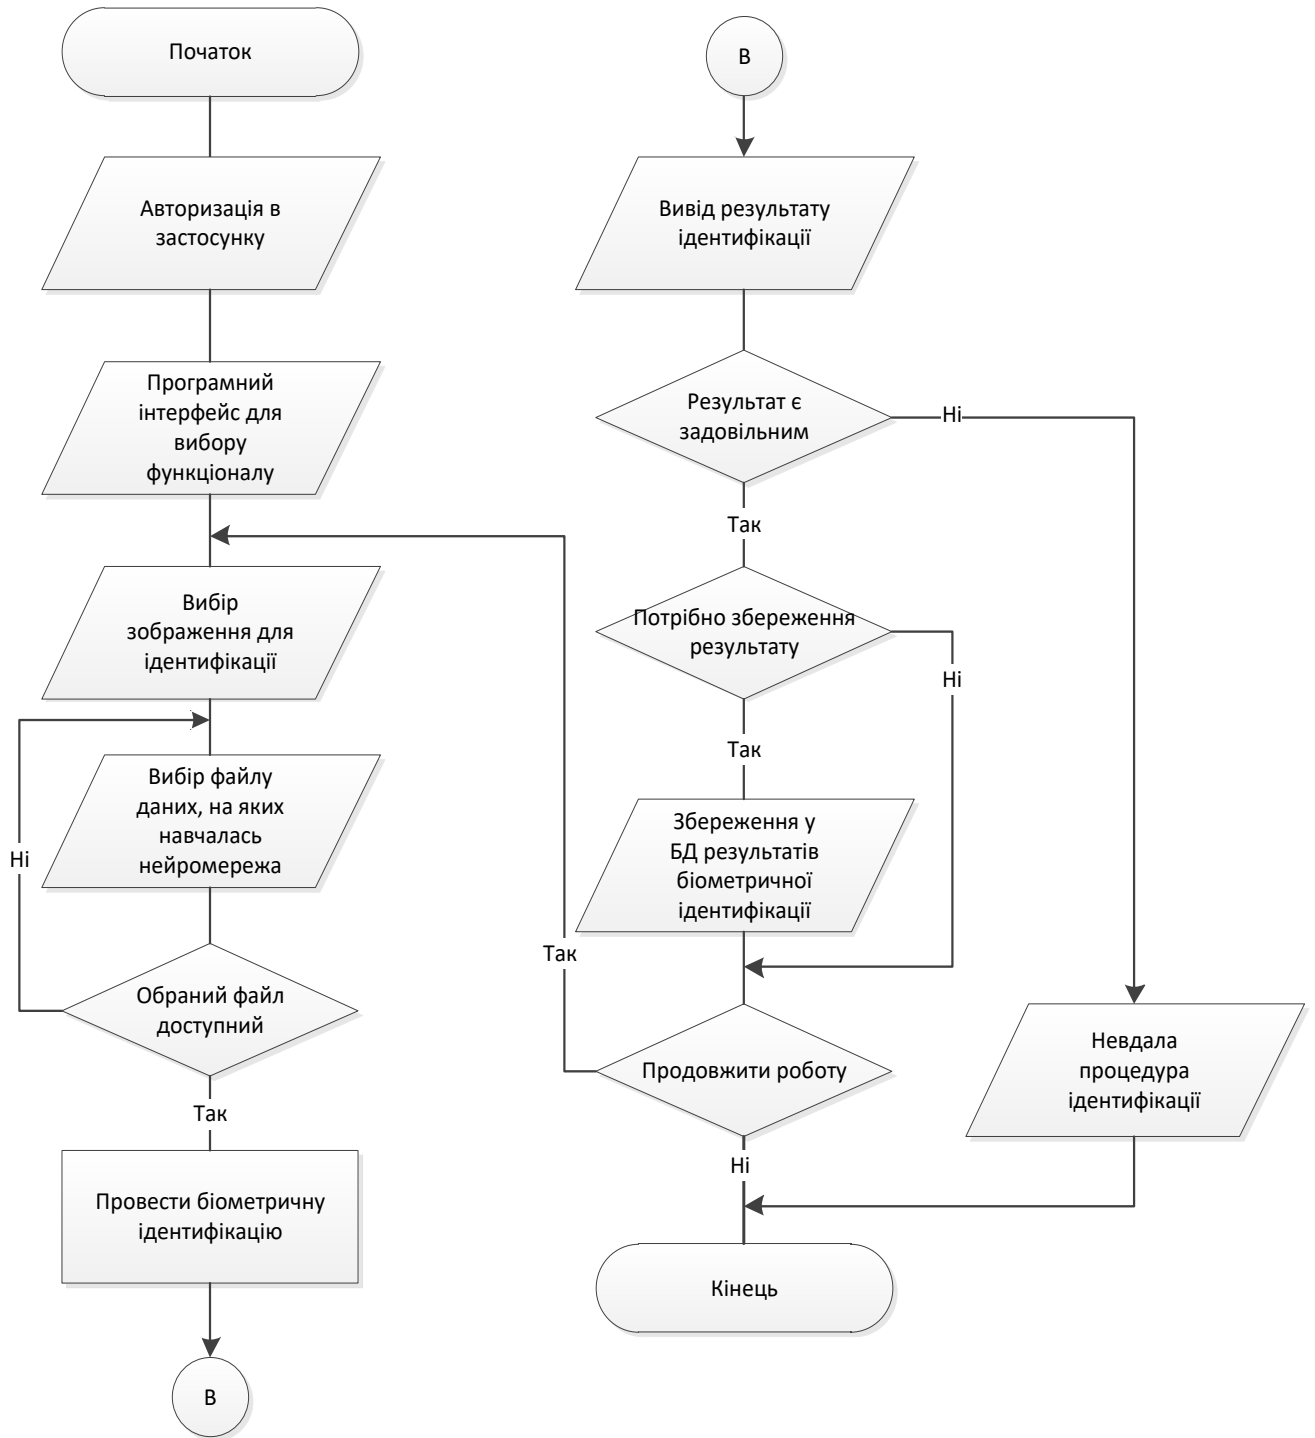 Початок
Авторизація в
застосунку
Програмний
інтерфейс для
вибору
функціоналу
Вибір
зображення для
ідентифікації
Вибір файлу
даних, на яких
навчалась
нейромережа
Ні
Обраний файл
доступний
Так
Провести біометричну
ідентифікацію
В
В
Вивід результату
ідентифікації
Результат є
задовільним
Ні
Так
Потрібно збереження
результату
Ні
Так
Збереження у
БД результатів
біометричної
ідентифікації
Так
Продовжити роботу
Невдала
процедура
ідентифікації
Ні
Кінець